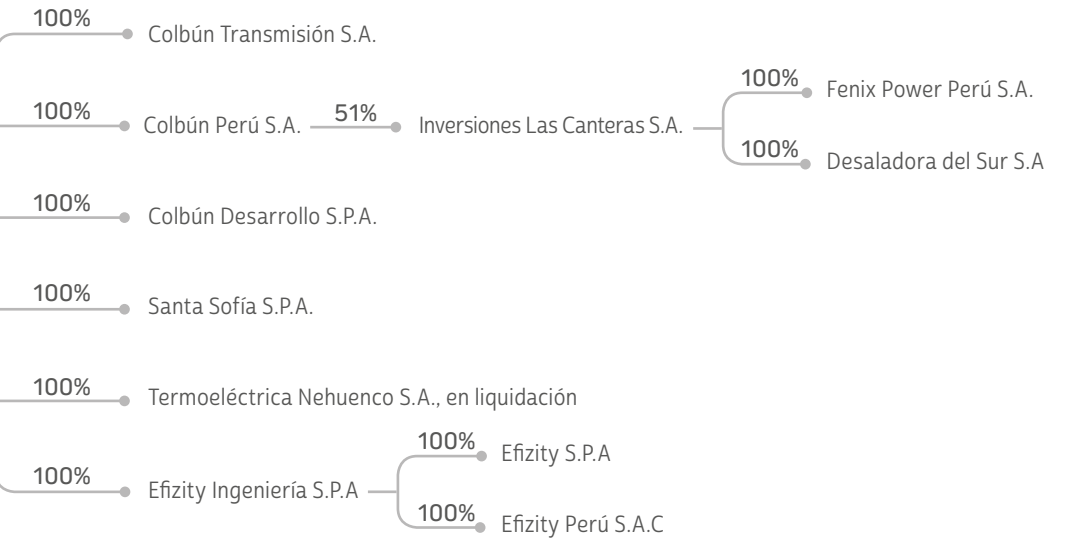 100%
Colbún Transmisión S.A.
100%
Colbún Perú S.A.
51%
Inversiones Las Canteras S.A.
100%
Fenix Power Perú S.A.
100%
Desaladora del Sur S.A
100%
Colbún Desarrollo S.P.A.
100%
Santa Sofía S.P.A.
100%
Termoeléctrica Nehuenco S.A., en liquidación
100%
Efizity Ingeniería S.P.A
100%
Efizity S.P.A
100%
Efizity Perú S.A.C